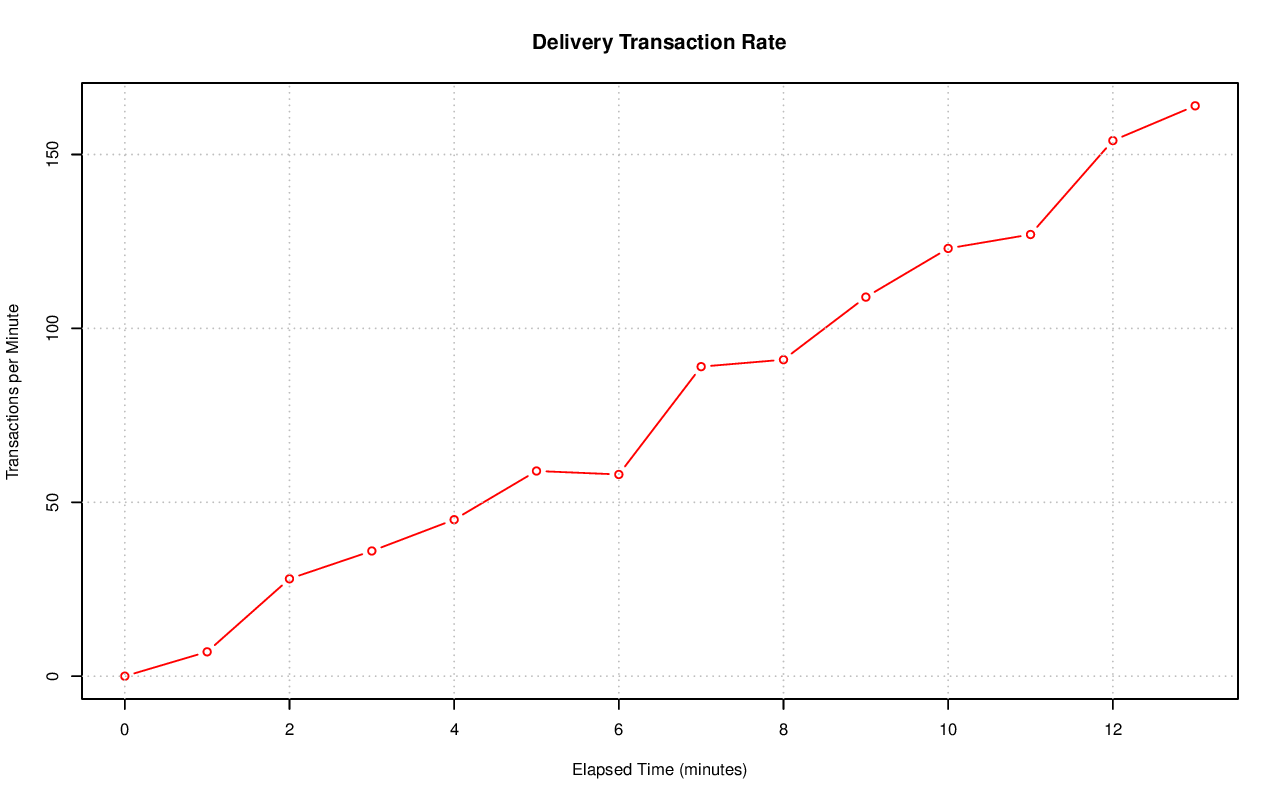 Delivery Transaction Rate
Transactions per Minute
150
100
50
0
0 2 4 6 8 10 12
Elapsed Time (minutes)